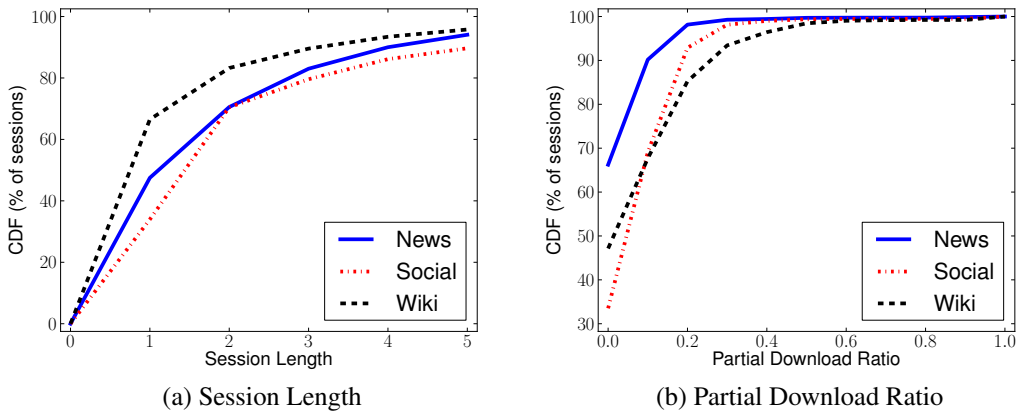 100
80
60
40
20
0
CDF (% of sessions)
0 1 2 3 4 5
Session Length
News
Social
Wiki
(a) Session Length
100
90
80
70
60
50
40
30
CDF (% of sessions)
0.0 0.2 0.4 0.6 0.8 1.0
Partial Download Ratio
News
Social
Wiki
(b) Partial Download Ratio